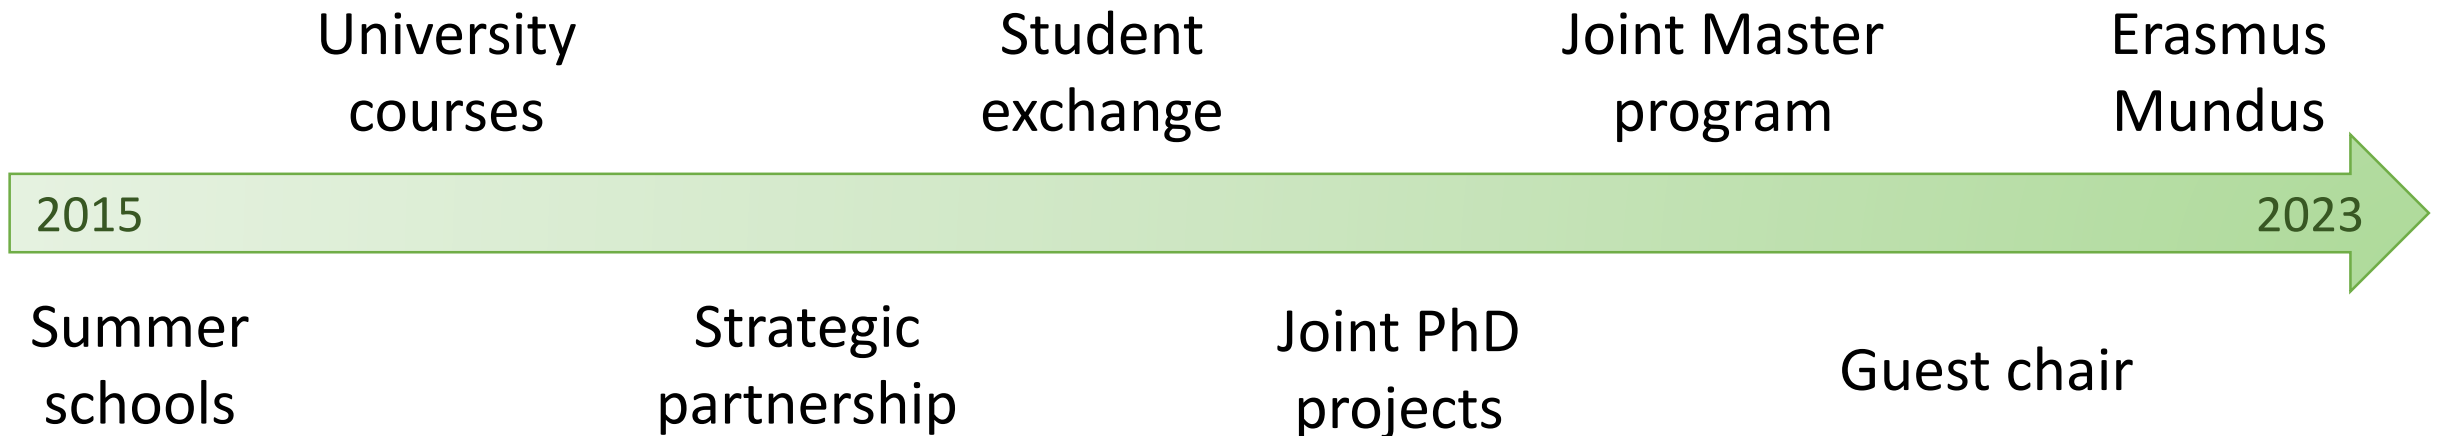 University
courses
Student
exchange
Joint Master
program
Erasmus
Mundus
2015
2023
Summer
schools
Strategic
partnership
Joint PhD
projects
Guest chair